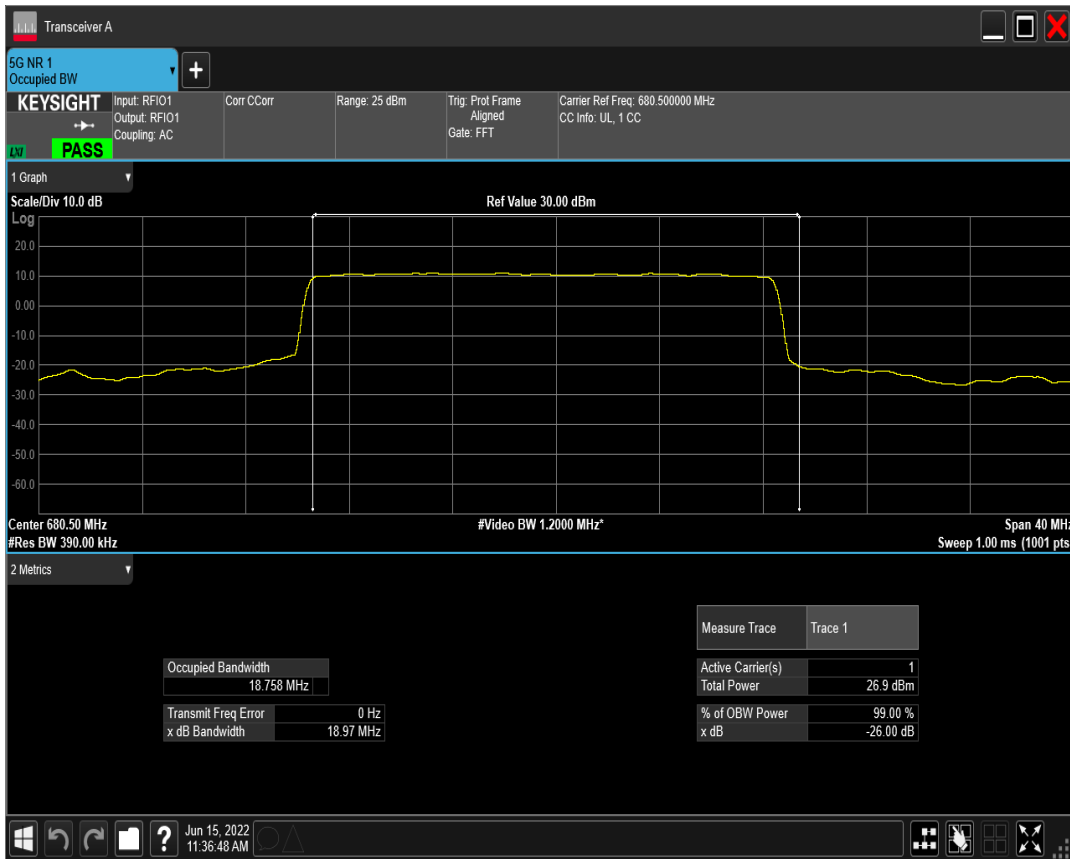 Transceiver A
5G NR 1
Occupied BW
+
KEYSIGHT
LXI
PASS
Input: RFIO1
Output: RFIO1
Coupling: AC
Corr CCorr
Range: 25 dBm
Trig: Prot Frame
Aligned
Gate: FFT
Carrier Ref Freq: 680.500000 MHz
CC Info: UL, 1 CC
1 Graph
Scale/Div 10.0 dB
Ref Value 30.00 dBm
Log
20.0
10.0
0.00
-10.0
-20.0
-30.0
-40.0
-50.0
-60.0
Center 680.50 MHz
#Video BW 1.2000 MHz*
Span 40 MHz
#Res BW 390.00 kHz
Sweep 1.00 ms (1001 pts
2 Metrics
Measure Trace Trace 1
Occupied Bandwidth
18.758 MHz
Active Carrier(s) 1
Total Power 26.9 dBm
Transmit Freq Error 0 Hz
x dB Bandwidth 18.97 MHz
% of OBW Power 99.00 %
x dB -26.00 dB
?
Jun 15, 2022
11:36:48 AM